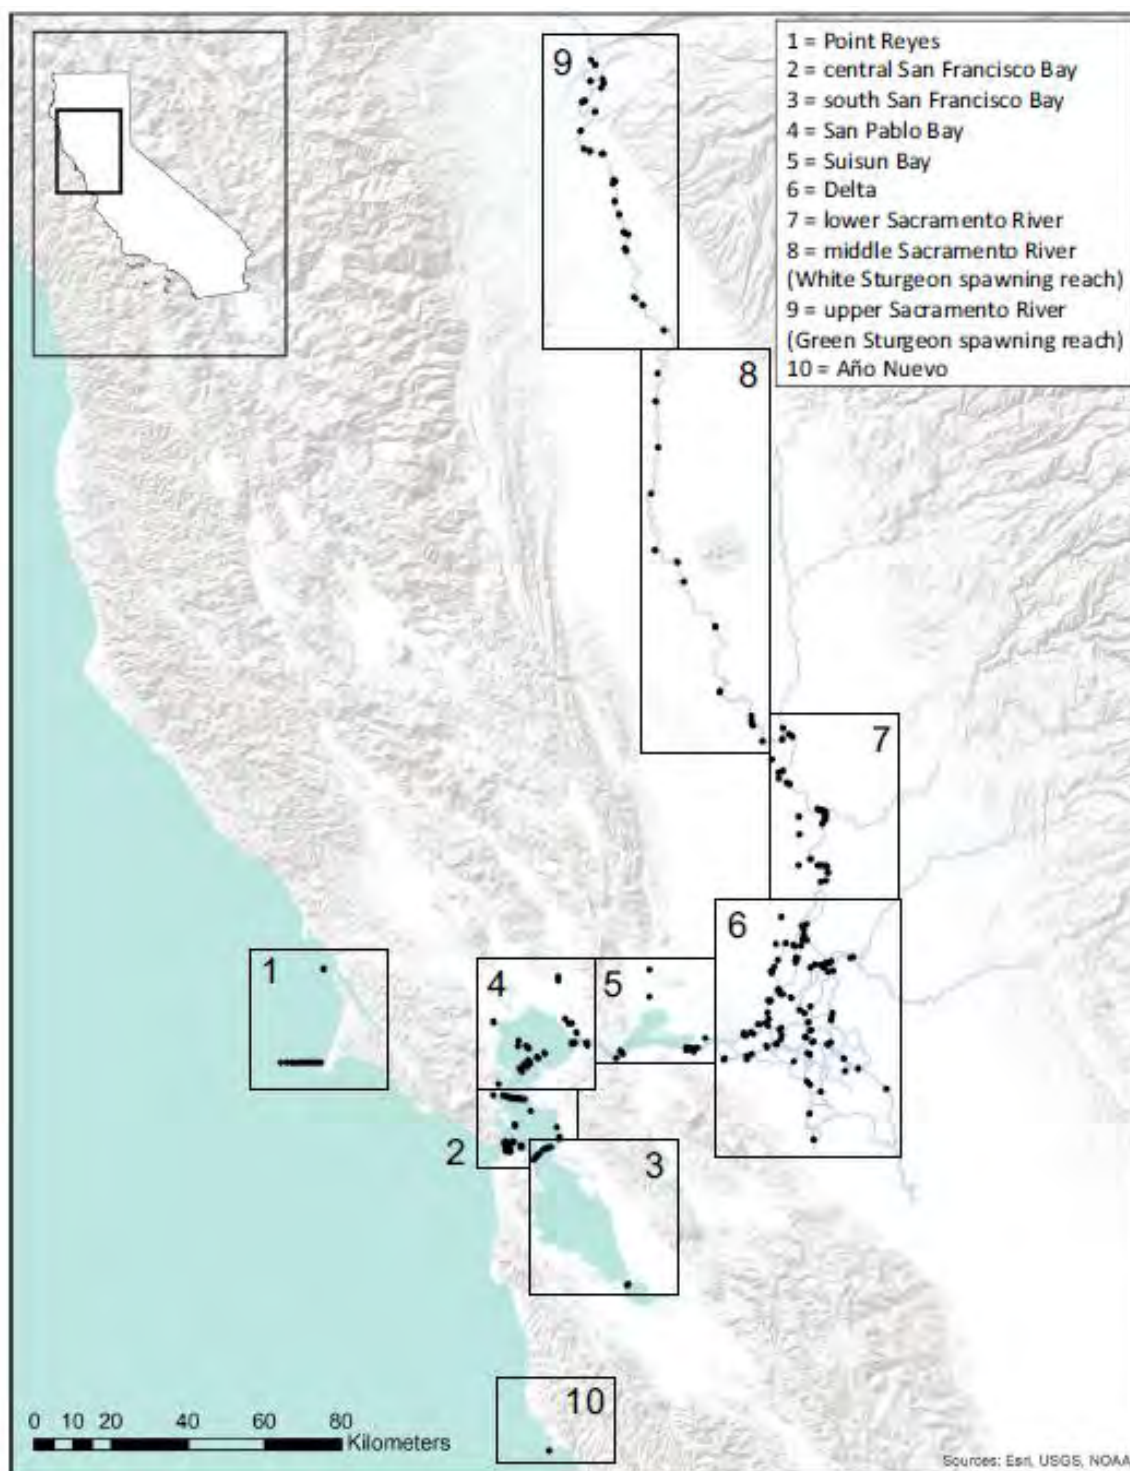 1 = Point Reyes
2 = central San Francisco Bay
3 = south San Francisco Bay
4 = San Pablo Bay
5 = Suisun Bay
6 = Delta
7 = lower Sacramento River
8 = middle Sacramento River
(White Sturgeon spawning reach)
9 = upper Sacramento River
(Green Sturgeon spawning reach)
10 = Año Nuevo
9
8
7
6
1
4
5
2
3
10
0 10 20 40 60 80
Kilometers
Sources: Esri, USGS, NOAA